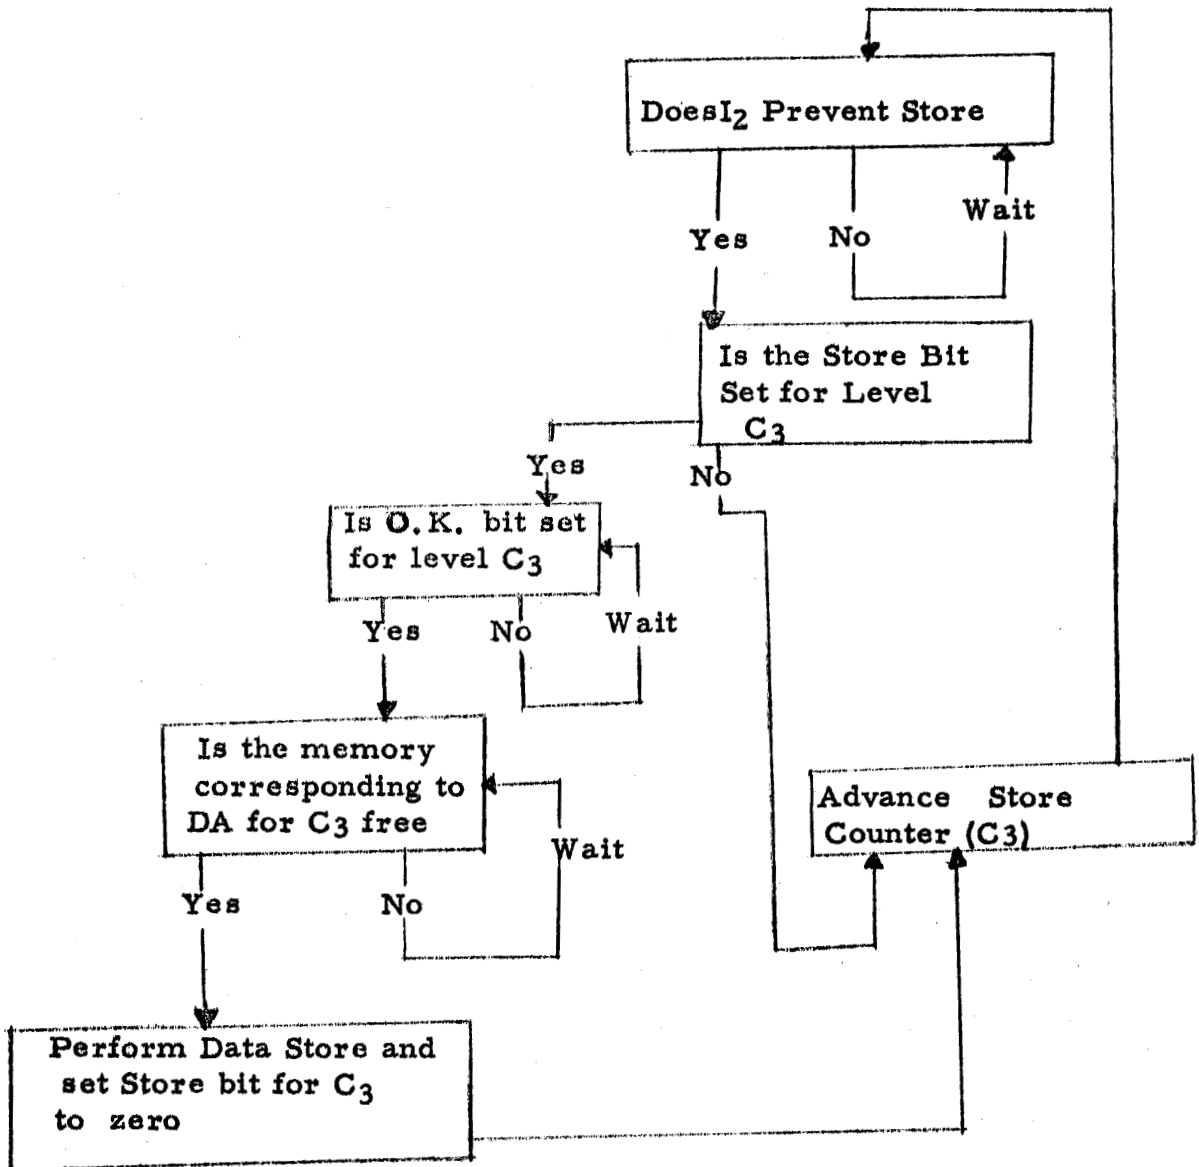 DoesI2 Prevent Store
Wait
Yes
No
Is the Store Bit
Set for Level
C3
Yes
No
Is O.K. bit set
for level C3
Yes
No
Wait
Is the memory
corresponding to
DA for C3 free
Wait
Yes
No
Advance Store
Counter (C3)
Perform Data Store and
set Store bit for C3
to zero